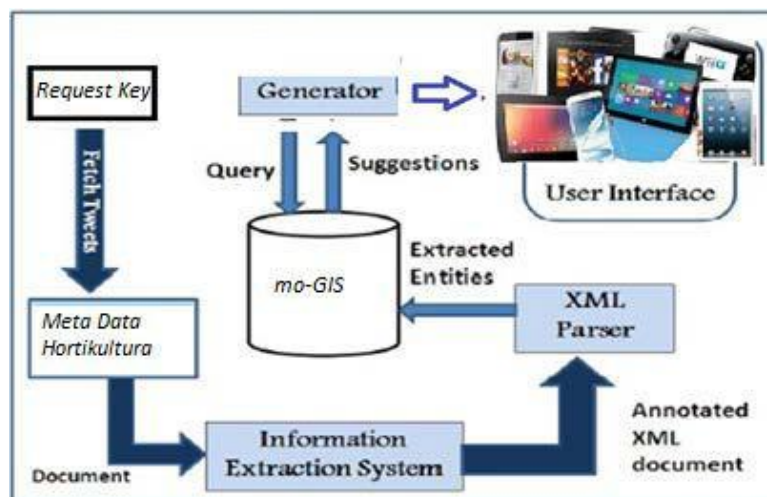 Request Key
Fetch Tweets
Meta Data
Hortikultura
Document
Information
Extraction System
Annotated
XML
document
XML
Parser
Extracted
Entities
mo-GIS
Query
Suggestions
Generator
WiiU
User Interface